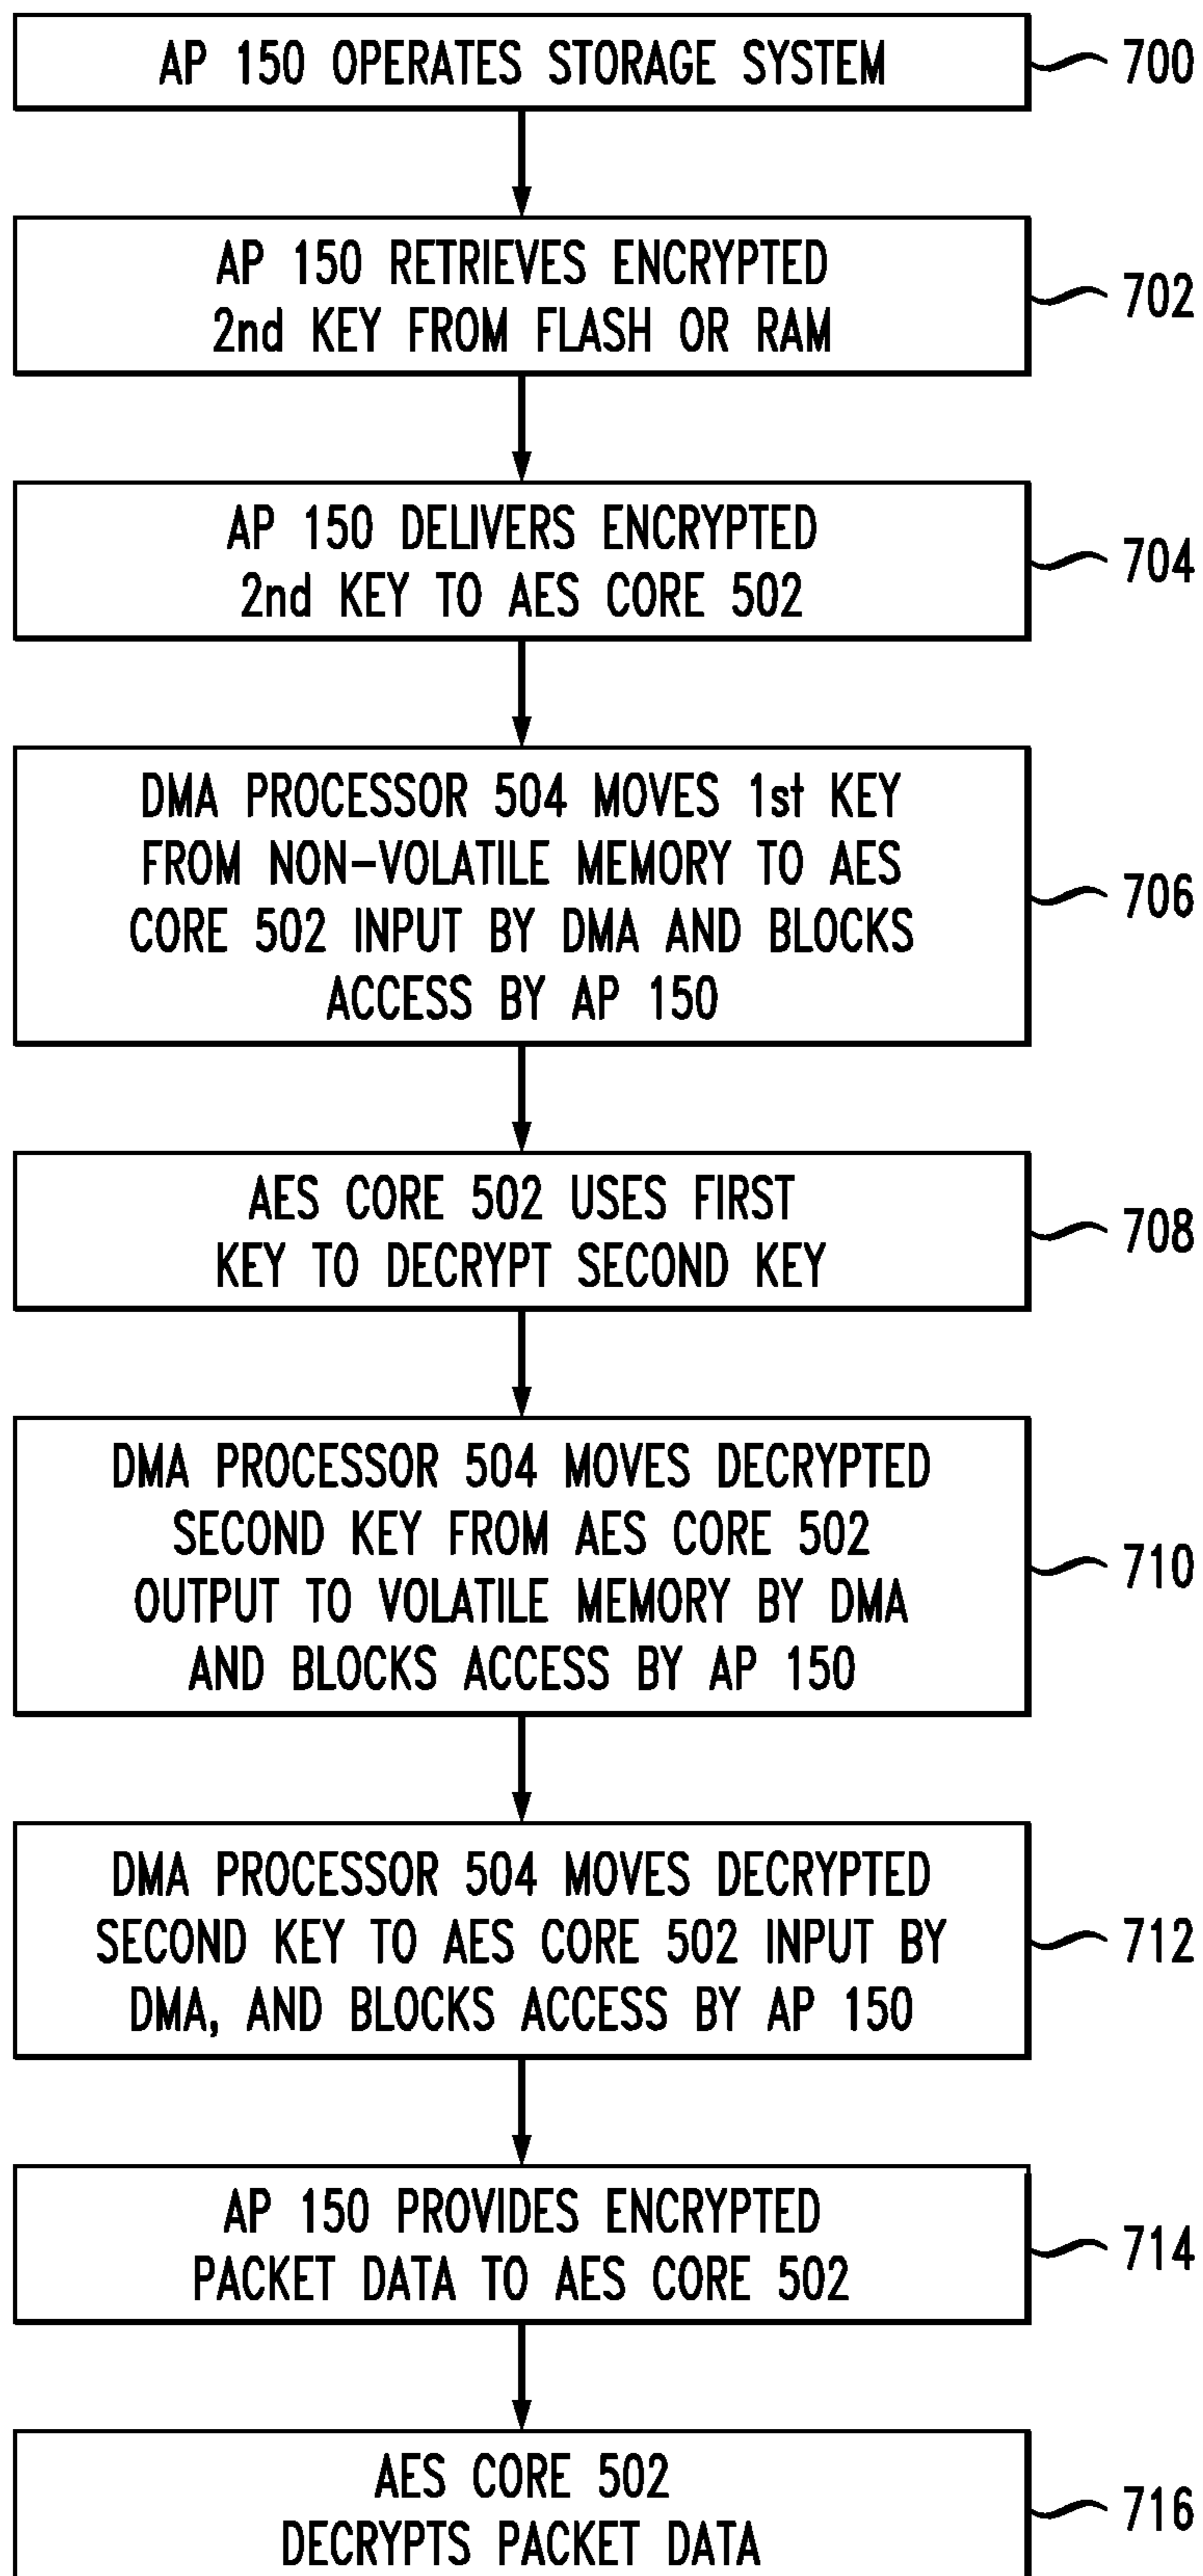 AP 150 OPERATES STORAGE SYSTEM
700
AP 150 RETRIEVES ENCRYPTED
2nd KEY FROM FLASH OR RAM
702
AP 150 DELIVERS ENCRYPTED
2nd KEY TO AES CORE 502
704
DMA PROCESSOR 504 MOVES 1st KEY
FROM NON-VOLATILE MEMORY TO AES
CORE 502 INPUT BY DMA AND BLOCKS
ACCESS BY AP 150
706
AES CORE 502 USES FIRST
KEY TO DECRYPT SECOND KEY
708
DMA PROCESSOR 504 MOVES DECRYPTED
SECOND KEY FROM AES CORE 502
OUTPUT TO VOLATILE MEMORY BY DMA
AND BLOCKS ACCESS BY AP 150
710
DMA PROCESSOR 504 MOVES DECRYPTED
SECOND KEY TO AES CORE 502 INPUT BY
DMA, AND BLOCKS ACCESS BY AP 150
712
AP 150 PROVIDES ENCRYPTED
PACKET DATA TO AES CORE 502
714
AES CORE 502
DECRYPTS PACKET DATA
716